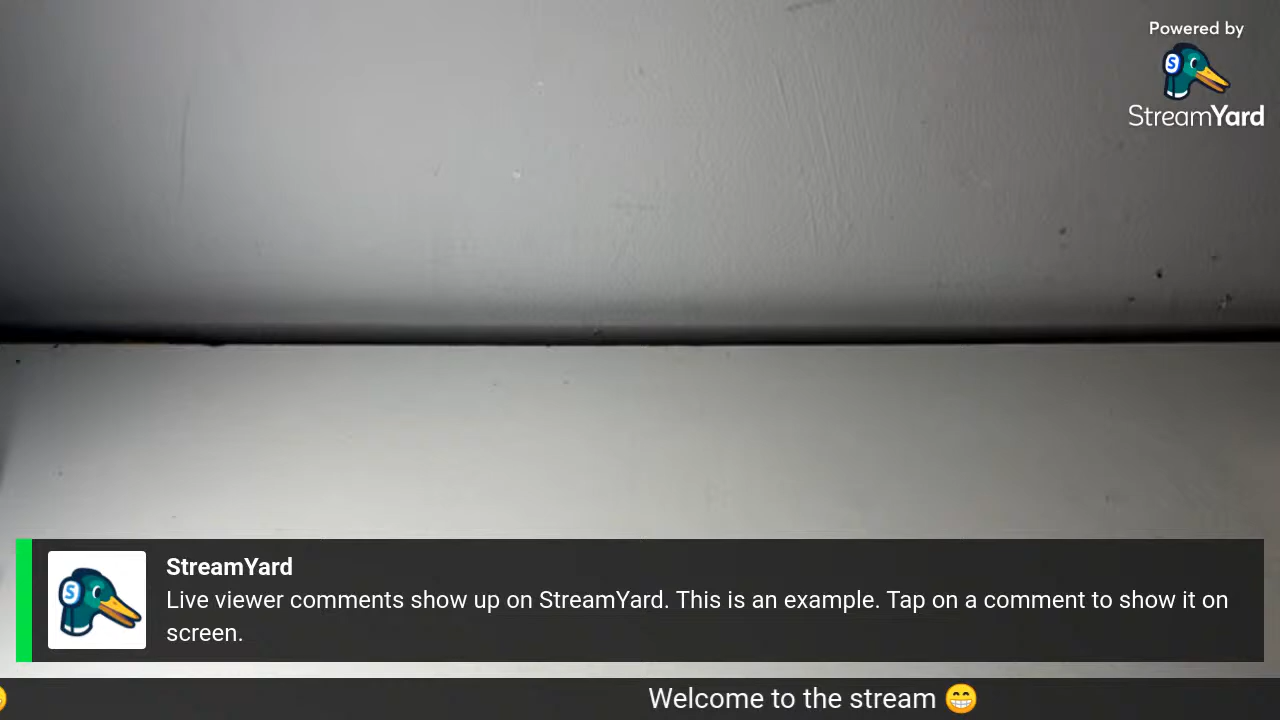 Powered by
S
StreamYard
S
StreamYard
Live viewer comments show up on StreamYard. This is an example. Tap on a comment to show it on
screen.
Welcome to the stream 😁